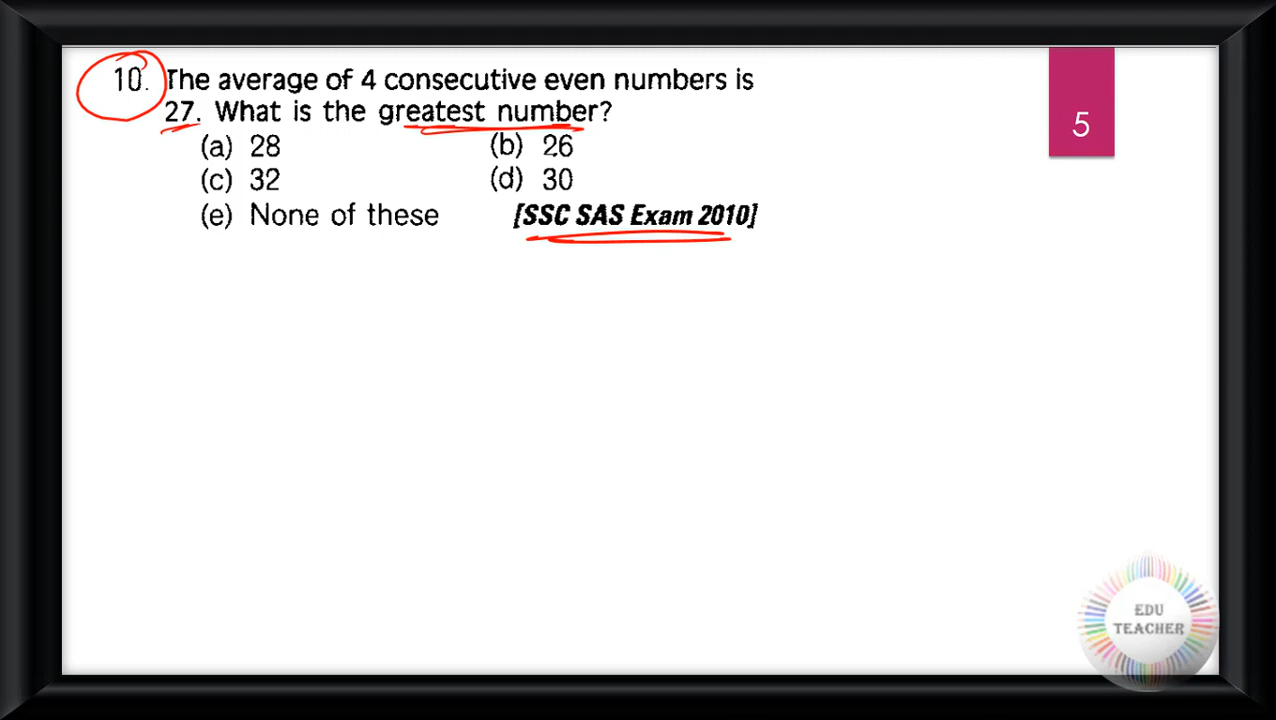 10. The average of 4 consecutive even numbers is
27. What is the greatest number?
(a) 28 (b) 26
(c) 32 (d) 30
(e) None of these [SSC SAS Exam 2010]
5
EDU
TEACHER